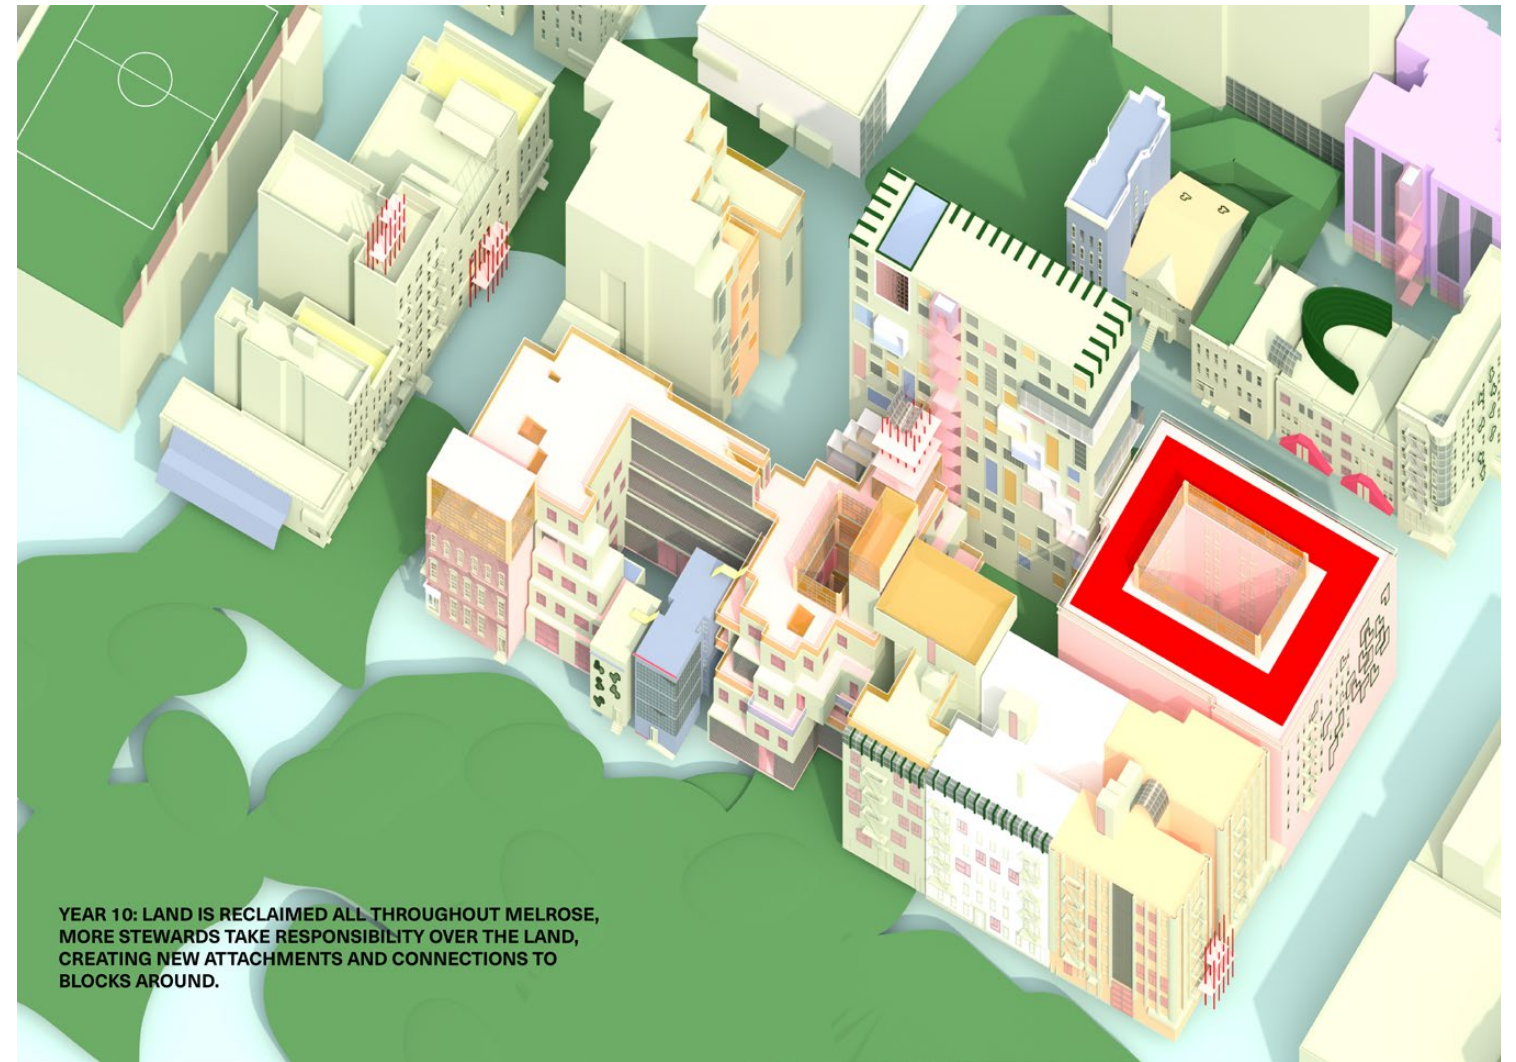 YEAR 10: LAND IS RECLAIMED ALL THROUGHOUT MELROSE,
MORE STEWARDS TAKE RESPONSIBILITY OVER THE LAND,
CREATING NEW ATTACHMENTS AND CONNECTIONS TO
BLOCKS AROUND.